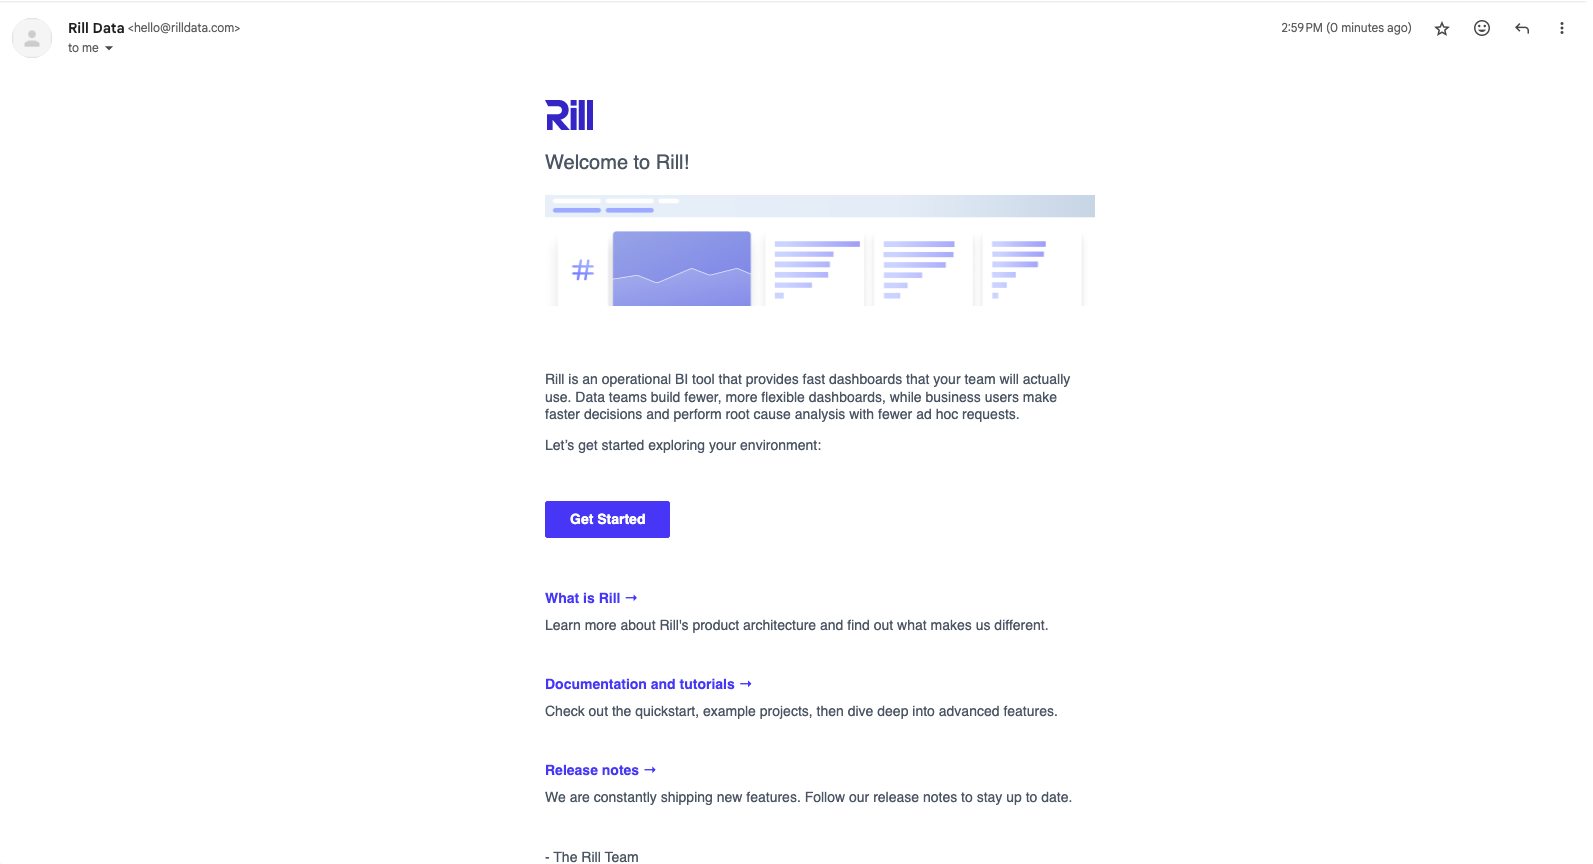 Rill Data <hello@rilldata.com>
2:59 PM (0 minutes ago)
to me
Rill
Welcome to Rill!
#
Rill is an operational BI tool that provides fast dashboards that your team will actually
use. Data teams build fewer, more flexible dashboards, while business users make
faster decisions and perform root cause analysis with fewer ad hoc requests.
Let’s get started exploring your environment:
Get Started
What is Rill →
Learn more about Rill's product architecture and find out what makes us different.
Documentation and tutorials →
Check out the quickstart, example projects, then dive deep into advanced features.
Release notes →
We are constantly shipping new features. Follow our release notes to stay up to date.
- The Rill Team